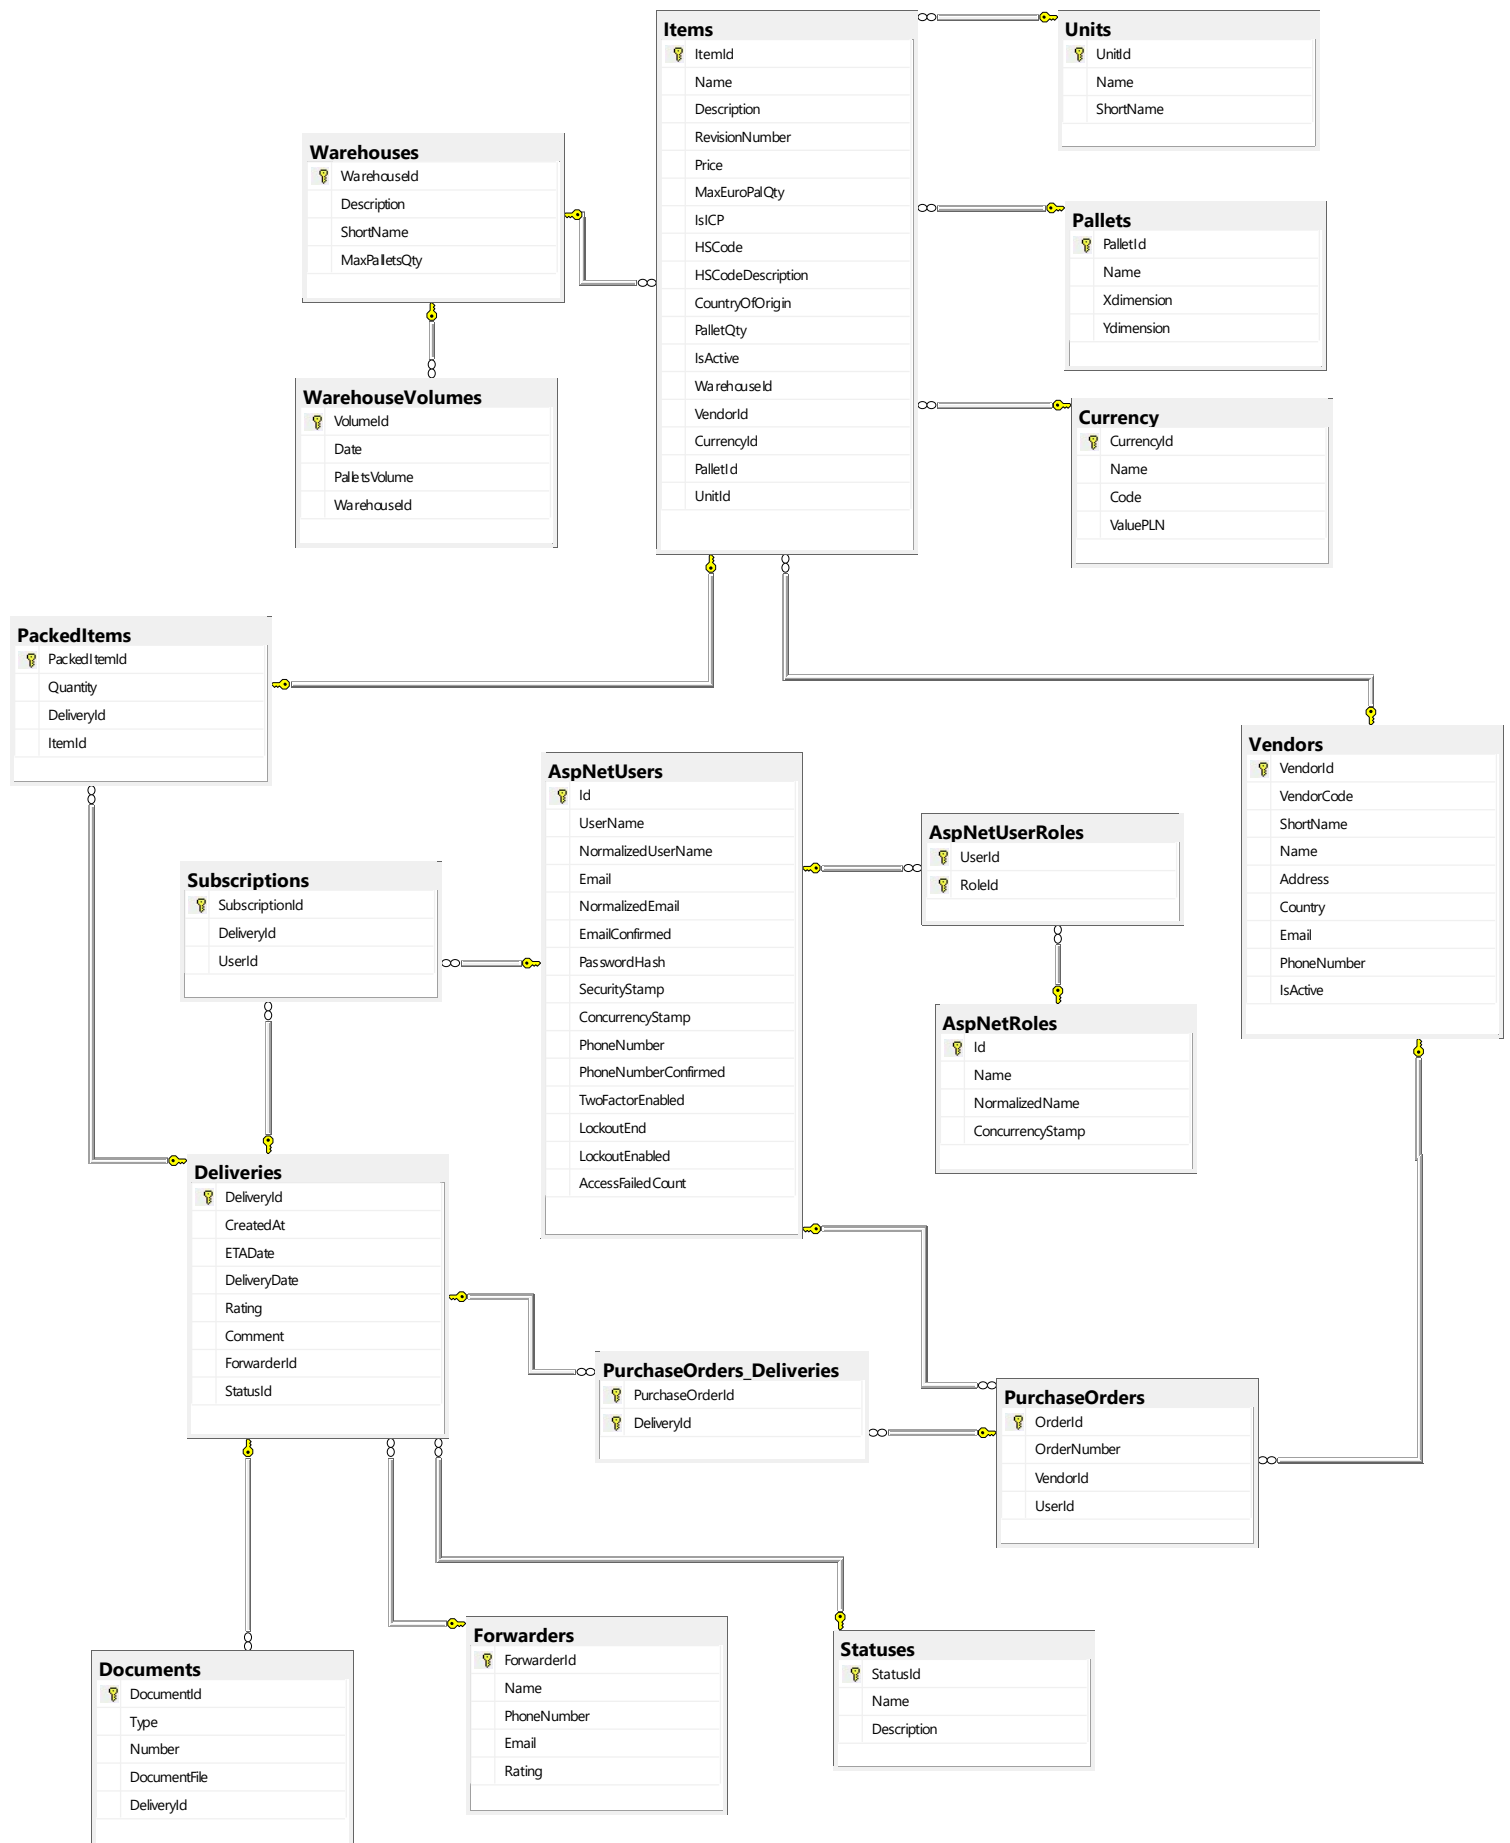 Items
ItemId
Name
Description
RevisionNumber
Price
MaxEuroPalQty
IsICP
HSCode
HSCodeDescription
CountryOfOrigin
PalletQty
IsActive
WarehouseId
VendorId
CurrencyId
PalletId
UnitId
Units
UnitId
Name
ShortName
Warehouses
WarehouseId
Description
ShortName
MaxPalletsQty
Pallets
PalletId
Name
Xdimension
Ydimension
WarehouseVolumes
VolumeId
Date
PalletsVolume
WarehouseId
Currency
CurrencyId
Name
Code
ValuePLN
PackedItems
PackedItemId
Quantity
DeliveryId
ItemId
AspNetUsers
Id
UserName
NormalizedUserName
Email
NormalizedEmail
EmailConfirmed
PasswordHash
SecurityStamp
ConcurrencyStamp
PhoneNumber
PhoneNumberConfirmed
TwoFactorEnabled
LockoutEnd
LockoutEnabled
AccessFailedCount
Vendors
VendorId
VendorCode
ShortName
Name
Address
Country
Email
PhoneNumber
IsActive
AspNetUserRoles
UserId
RoleId
Subscriptions
SubscriptionId
DeliveryId
UserId
AspNetRoles
Id
Name
NormalizedName
ConcurrencyStamp
Deliveries
DeliveryId
CreatedAt
ETADate
DeliveryDate
Rating
Comment
ForwarderId
StatusId
PurchaseOrders_Deliveries
PurchaseOrderId
DeliveryId
PurchaseOrders
OrderId
OrderNumber
VendorId
UserId
Documents
DocumentId
Type
Number
DocumentFile
DeliveryId
Forwarders
ForwarderId
Name
PhoneNumber
Email
Rating
Statuses
StatusId
Name
Description